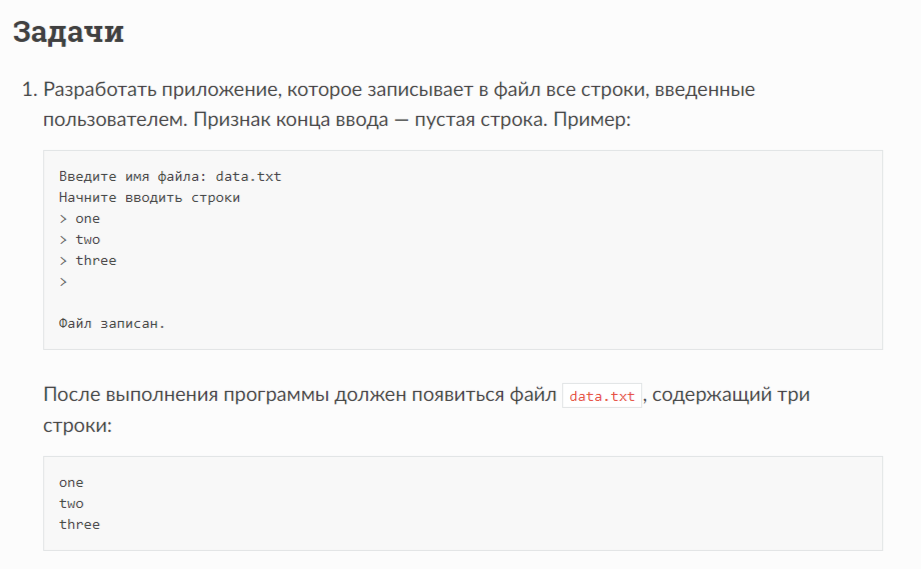 Задачи
1. Разработать приложение, которое записывает в файл все строки, введенные
пользователем. Признак конца ввода — пустая строка. Пример:
Введите имя файла: data.txt
Начните вводить строки
> one
> two
> three
>
Файл записан.
После выполнения программы должен появиться файл data.txt, содержащий три
строки:
one
two
three